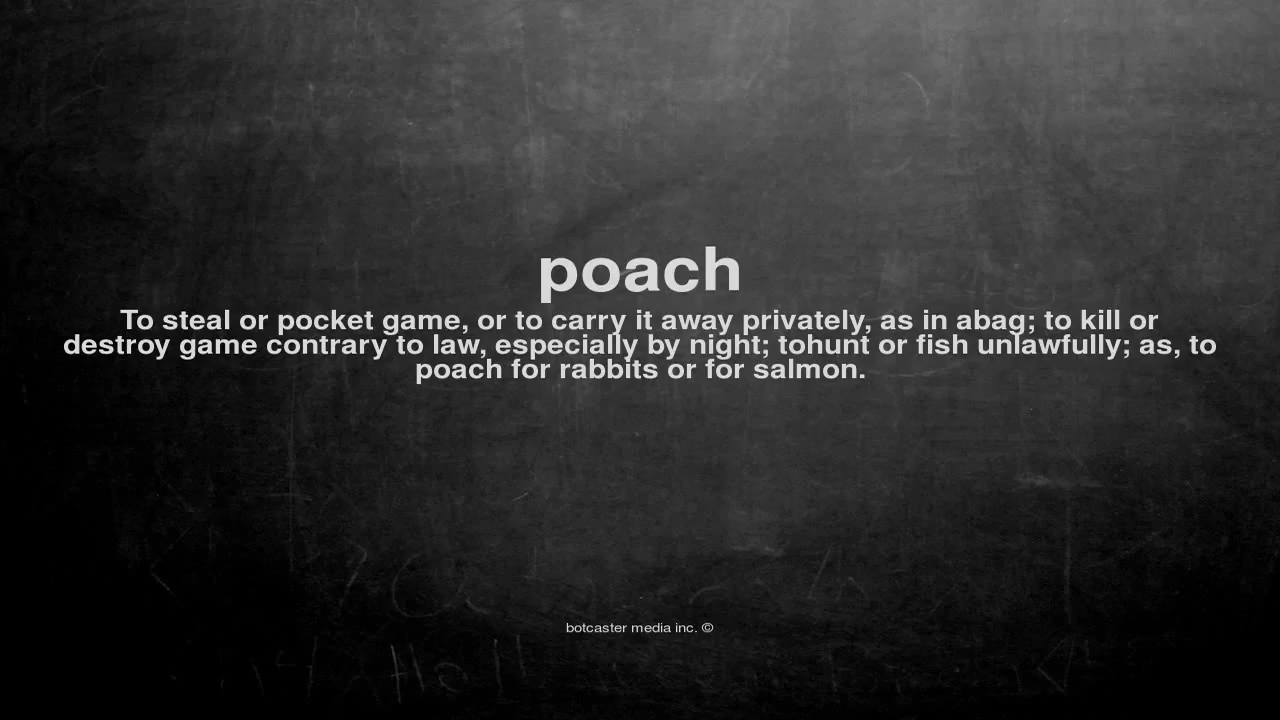 poach
To steal or pocket game, or to carry it away privately, as in abag; to kill or
destroy game contrary to law, especially by night; tohunt or fish unlawfully; as, to
poach for rabbits or for salmon.
botcaster media inc. ©